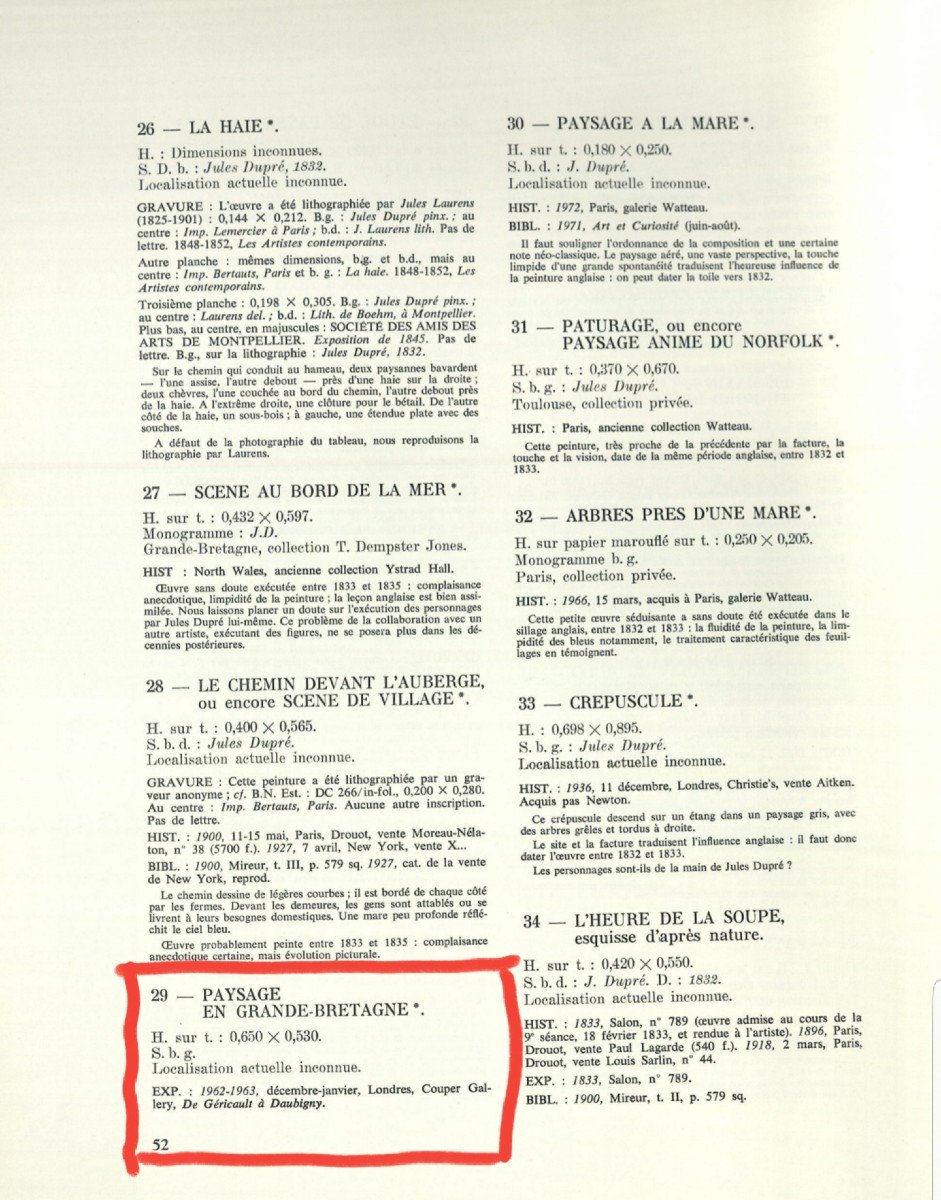 26 — LA HAIE*.
H. : Dimensions inconnues.
S. D. b. : Jules Dupré, 1832.
Localisation actuelle inconnue.
GRAVURE : L'œuvre a été lithographiée par Jules Laurens
(1825-1901) : 0,144 × 0,212. B.g. : Jules Dupré pinx. ; au
centre : Imp. Lemercier à Paris ; b.d. : J. Laurens lith. Pas de
lettre. 1848-1852, Les Artistes contemporains.
Autre planche : mêmes dimensions, b.g. et b.d., mais au
centre : Imp. Bertauts, Paris et b. g. : La haie. 1848-1852, Les
Artistes contemporains.
Troisième planche : 0,198 × 0,305. B.g. : Jules Dupré pinx. ;
au centre : Laurens del. ; b.d. : Lith. de Boehm, à Montpellier.
Plus bas, au centre, en majuscules : SOCIÉTÉ DES AMIS DES
ARTS DE MONTPELLIER. Exposition de 1845. Pas de
lettre. B.g., sur la lithographie : Jules Dupré, 1832.
Sur le chemin qui conduit au hameau, deux paysannes bavardent
— l'une assise, l'autre debout — près d'une haie sur la droite ;
deux chèvres, l'une couchée au bord du chemin, l'autre debout près
de la haie. A l'extrême droite, une clôture pour le bétail. De l'autre
côté de la haie, un sous-bois ; à gauche, une étendue plate avec des
souches.
A défaut de la photographie du tableau, nous reproduisons la
lithographie par Laurens.
27 — SCENE AU BORD DE LA MER*.
H. sur t. : 0,432 × 0,597.
Monogramme : J.D.
Grande-Bretagne, collection T. Dempster Jones.
HIST : North Wales, ancienne collection Ystrad Hall.
Œuvre sans doute exécutée entre 1833 et 1835 : complaisance
anecdotique, limpidité de la peinture ; la leçon anglaise est bien assi-
milée. Nous laissons planer un doute sur l'exécution des personnages
par Jules Dupré lui-même. Ce problème de la collaboration avec un
autre artiste, exécutant des figures, ne se posera plus dans les dé-
cennies postérieures.
28 — LE CHEMIN DEVANT L'AUBERGE,
ou encore SCENE DE VILLAGE*.
H. sur t. : 0,400 × 0,565.
S. b. d. : Jules Dupré.
Localisation actuelle inconnue.
GRAVURE : Cette peinture a été lithographiée par un gra-
veur anonyme ; cf. B.N. Est. : DC 266/in-fol., 0,200 × 0,280.
Au centre : Imp. Bertauts, Paris. Aucune autre inscription.
Pas de lettre.
HIST. : 1900, 11-15 mai, Paris, Drouot, vente Moreau-Néla-
ton, n° 38 (5700 f.). 1927, 7 avril, New York, vente X...
BIBL. : 1900, Mireur, t. III, p. 579 sq. 1927, cat. de la vente
de New York, reprod.
Le chemin dessine de légères courbes ; il est bordé de chaque côté
par les fermes. Devant les demeures, les gens sont attablés ou se
livrent à leurs besognes domestiques. Une mare peu profonde réflé-
chit le ciel bleu.
Œuvre probablement peinte entre 1833 et 1835 : complaisance
anecdotique certaine, mais évolution picturale.
29 — PAYSAGE
EN GRANDE-BRETAGNE*.
H. sur t. : 0,650 × 0,530.
S. b. g.
Localisation actuelle inconnue.
EXP. : 1962-1963, décembre-janvier, Londres, Couper Gal-
lery, De Géricault à Daubigny.
52
30 — PAYSAGE A LA MARE*.
H. sur t. : 0,180 × 0,250.
S. b. d. : J. Dupré.
Localisation actuelle inconnue.
HIST. : 1972, Paris, galerie Watteau.
BIBL. : 1971, Art et Curiosité (juin-août).
Il faut souligner l'ordonnance de la composition et une certaine
note néo-classique. Le paysage aéré, une vaste perspective, la touche
limpide d'une grande spontanéité traduisent l'heureuse influence de
la peinture anglaise : on peut dater la toile vers 1832.
31 — PATURAGE, ou encore
PAYSAGE ANIME DU NORFOLK*.
H. sur t. : 0,370 × 0,670.
S. b. g. : Jules Dupré.
Toulouse, collection privée.
HIST. : Paris, ancienne collection Watteau.
Cette peinture, très proche de la précédente par la facture, la
touche et la vision, date de la même période anglaise, entre 1832 et
1833.
32 — ARBRES PRES D'UNE MARE*.
H. sur papier marouflé sur t. : 0,250 × 0,205.
Monogramme b. g.
Paris, collection privée.
HIST. : 1966, 15 mars, acquis à Paris, galerie Watteau.
Cette petite œuvre séduisante a sans doute été exécutée dans le
sillage anglais, entre 1832 et 1833 : la fluidité de la peinture, la lim-
pidité des bleus notamment, le traitement caractéristique des feuil-
lages en témoignent.
33 — CREPUSCULE*.
H. : 0,698 × 0,895.
S. b. g. : Jules Dupré.
Localisation actuelle inconnue.
HIST. : 1936, 11 décembre, Londres, Christie's, vente Aitken.
Acquis pas Newton.
Ce crépuscule descend sur un étang dans un paysage gris, avec
des arbres grêles et tordus à droite.
Le site et la facture traduisent l'influence anglaise : il faut donc
dater l'œuvre entre 1832 et 1833.
Les personnages sont-ils de la main de Jules Dupré ?
34 — L'HEURE DE LA SOUPE,
esquisse d'après nature.
H. sur t. : 0,420 × 0,550.
S. b. d. : J. Dupré. D. : 1832.
Localisation actuelle inconnue.
HIST. : 1833, Salon, n° 789 (œuvre admise au cours de la
9e séance, 18 février 1833, et rendue à l'artiste). 1896, Paris,
Drouot, vente Paul Lagarde (540 f.). 1918, 2 mars, Paris,
Drouot, vente Louis Sarlin, n° 44.
EXP. : 1833, Salon, n° 789.
BIBL. : 1900, Mireur, t. II, p. 579 sq.